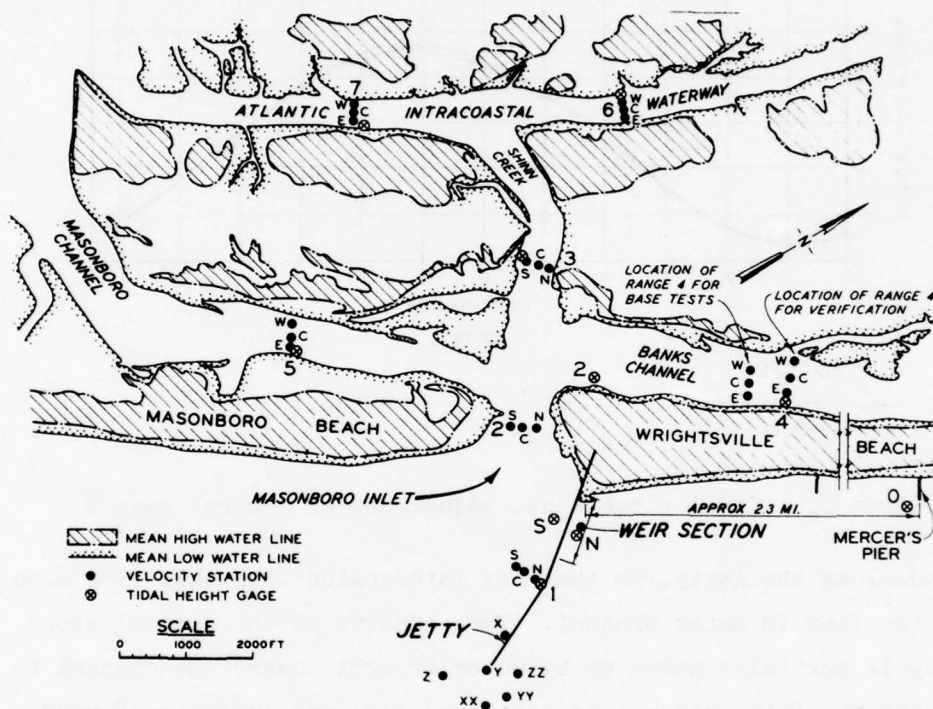 7
W
C
E
ATLANTIC
INTRACOASTAL
WATERWAY
W
C
E
6
SHINN
CREEK
MASONBORO
CHANNEL
N
S
C
N
3
LOCATION OF
RANGE 4 FOR
BASE TESTS
LOCATION OF RANGE 4
FOR VERIFICATION
W
C
E
5
BANKS
CHANNEL
W
C
E
W
C
E
4
2
MASONBORO
BEACH
S
N
2
C
WRIGHTSVILLE
BEACH
MASONBORO INLET
APPROX 2.3 MI.
O
MERCER'S
PIER
S
N
WEIR SECTION
MEAN HIGH WATER LINE
MEAN LOW WATER LINE
VELOCITY STATION
TIDAL HEIGHT GAGE
SCALE
0 1000 2000 FT
S
C
N
1
JETTY
X
Z
Y
ZZ
XX
YY